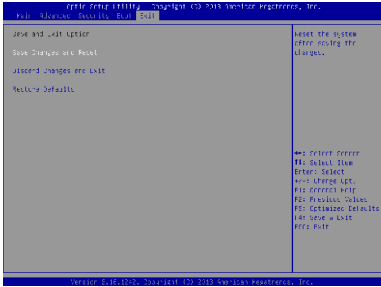 Aptio Setup Utility - Copyright (C) 2013 American Megatrends, Inc.
Main Advanced Security Boot Exit
Save and Exit Option
Save Changes and Reset
Discard Changes and Exit
Restore Defaults
Reset the system
after saving the
changes.
: Select Screen
: Select Item
Enter: Select
+/-: Change Opt.
F1: General Help
F2: Previous Values
F3: Optimized Defaults
F4: Save & Exit
ESC: Exit
Version 2.16.1242. Copyright (C) 2013 American Megatrends, Inc.